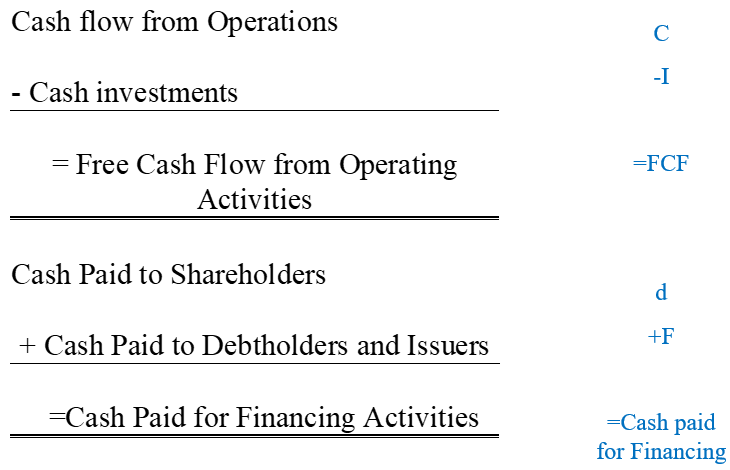 Cash flow from Operations
C
- Cash investments
-I
= Free Cash Flow from Operating
Activities
=FCF
Cash Paid to Shareholders
d
+ Cash Paid to Debtholders and Issuers
+F
=Cash Paid for Financing Activities
=Cash paid
for Financing